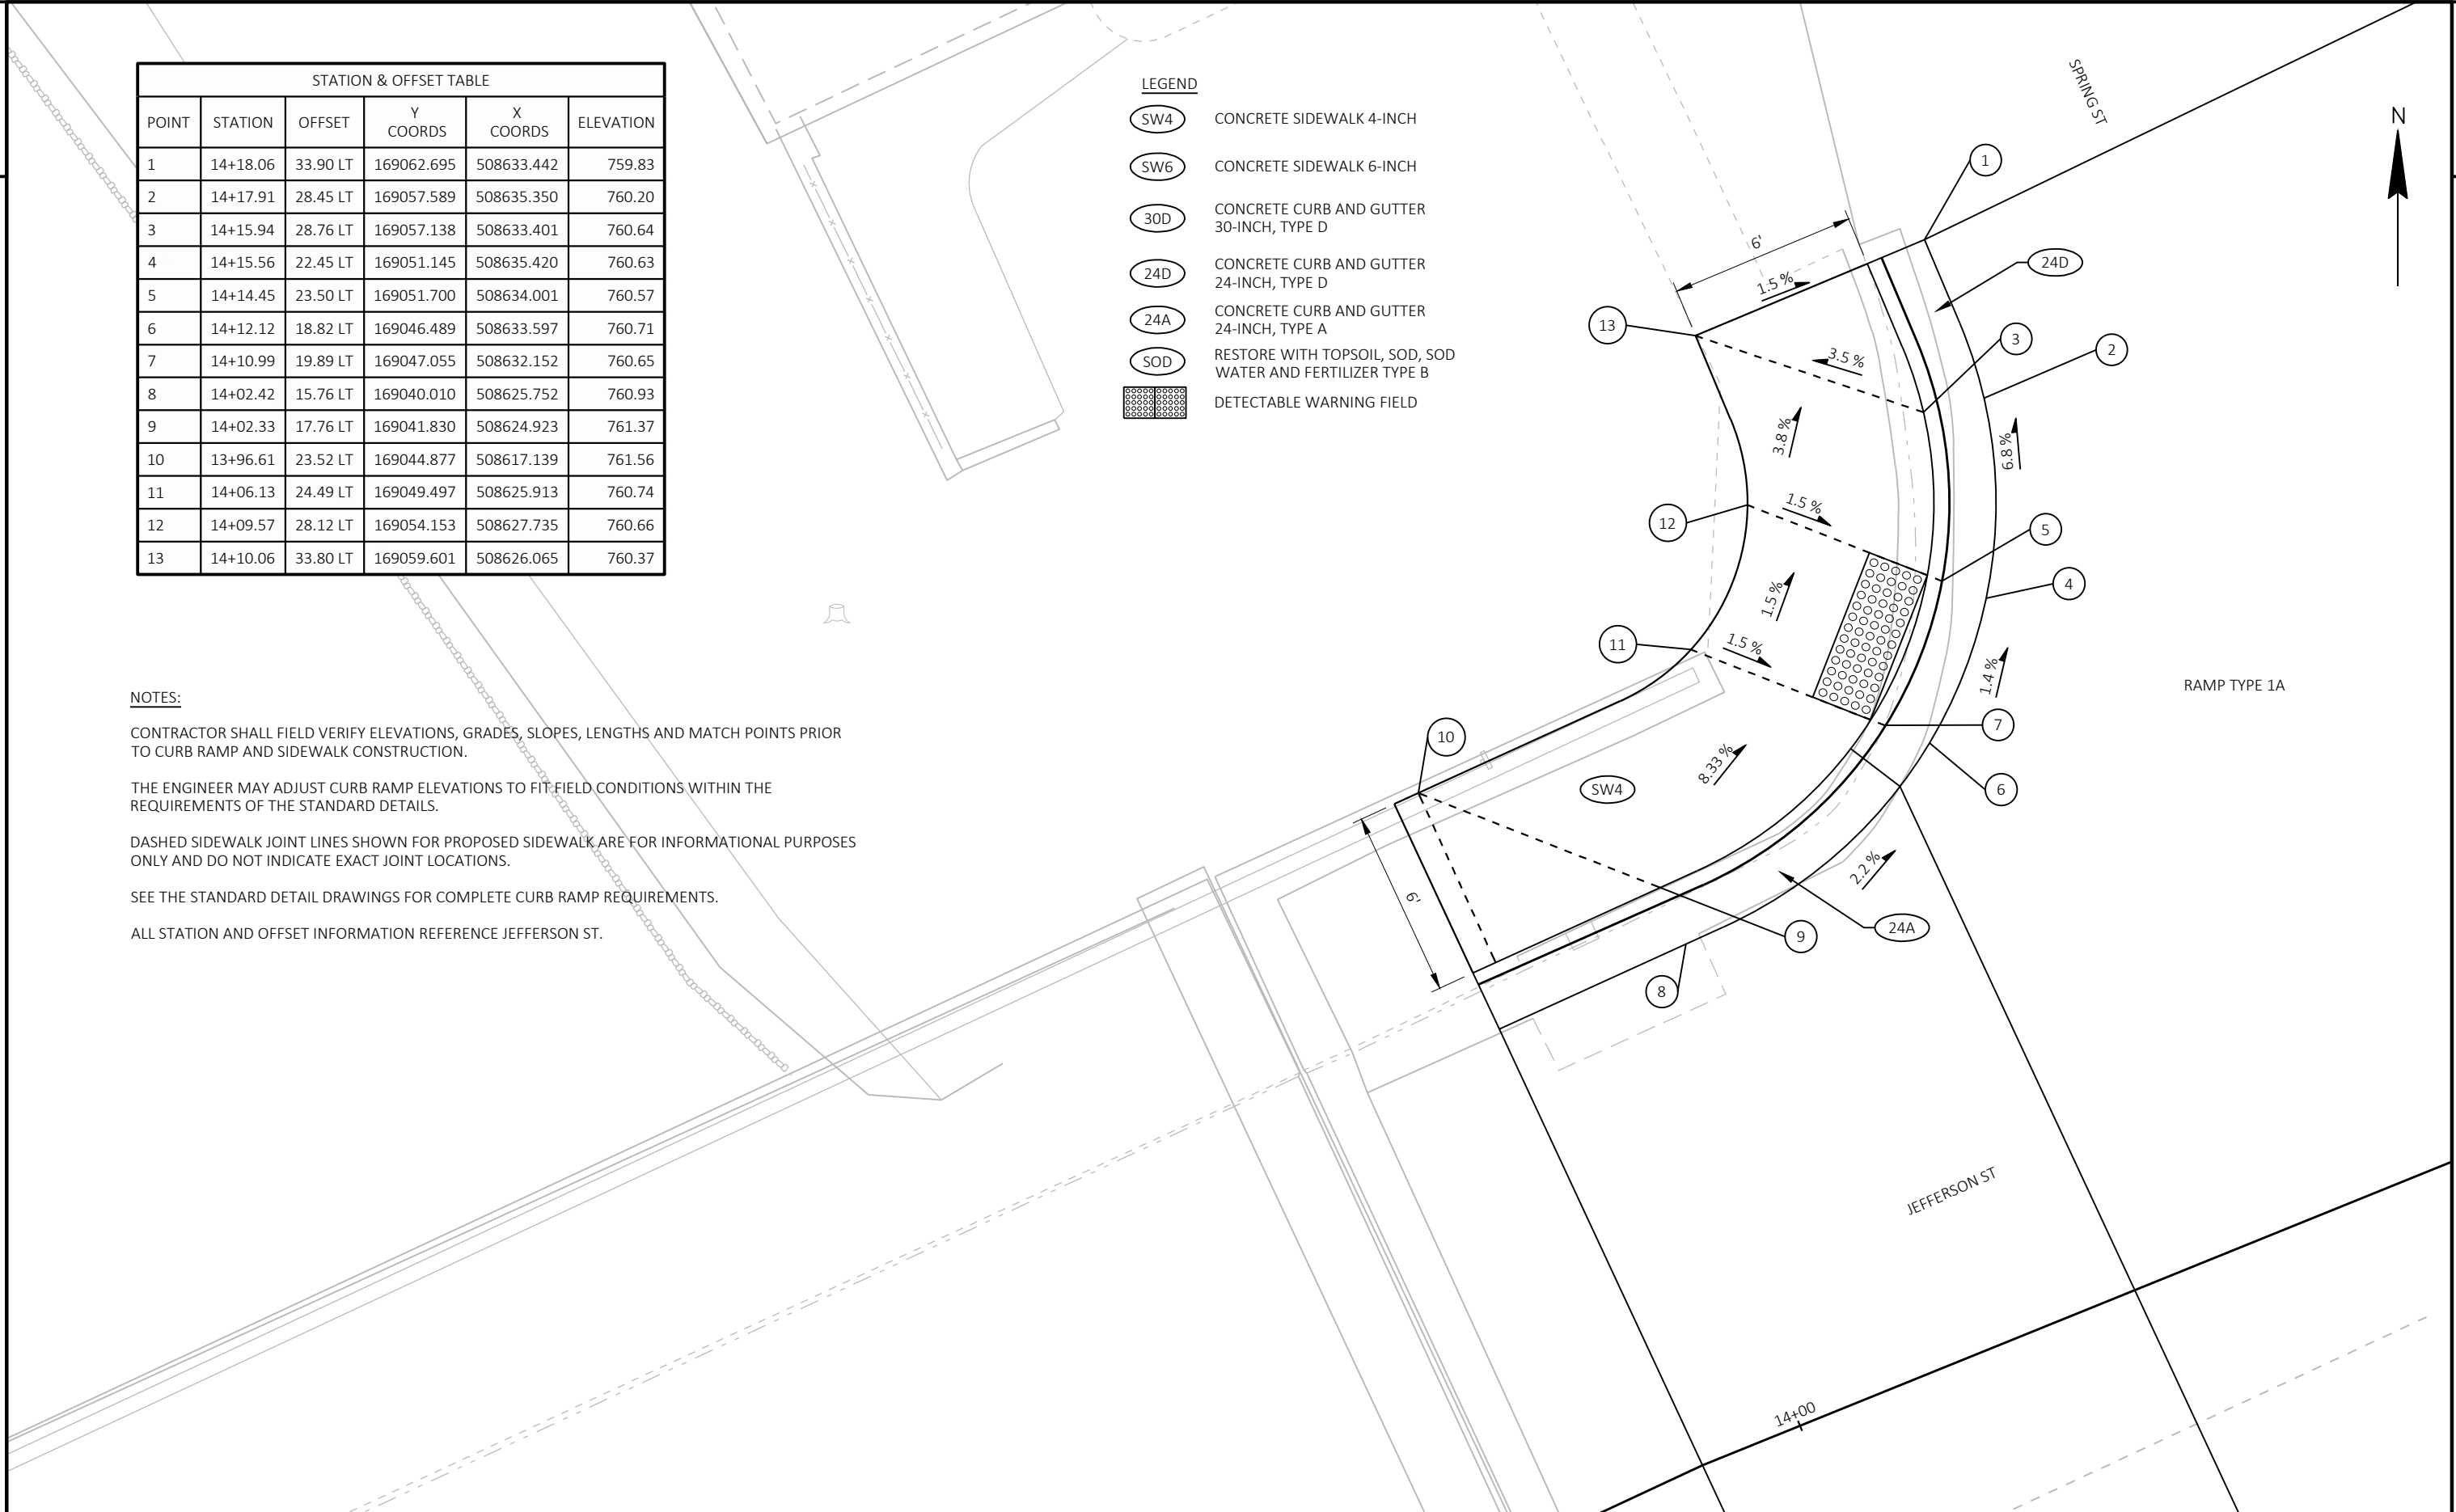 STATION & OFFSET TABLE
POINT STATION OFFSET Y COORDS X COORDS ELEVATION
1 14+18.06 33.90 LT 169062.695 508633.442 759.83
2 14+17.91 28.45 LT 169057.589 508635.350 760.20
3 14+15.94 28.76 LT 169057.138 508633.401 760.64
4 14+15.56 22.45 LT 169051.145 508635.420 760.63
5 14+14.45 23.50 LT 169051.700 508634.001 760.57
6 14+12.12 18.82 LT 169046.489 508633.597 760.71
7 14+10.99 19.89 LT 169047.055 508632.152 760.65
8 14+02.42 15.76 LT 169040.010 508625.752 760.93
9 14+02.33 17.76 LT 169041.830 508624.923 761.37
10 13+96.61 23.52 LT 169044.877 508617.139 761.56
11 14+06.13 24.49 LT 169049.497 508625.913 760.74
12 14+09.57 28.12 LT 169054.153 508627.735 760.66
13 14+10.06 33.80 LT 169059.601 508626.065 760.37
NOTES:
CONTRACTOR SHALL FIELD VERIFY ELEVATIONS, GRADES, SLOPES, LENGTHS AND MATCH POINTS PRIOR
TO CURB RAMP AND SIDEWALK CONSTRUCTION.
THE ENGINEER MAY ADJUST CURB RAMP ELEVATIONS TO FIT FIELD CONDITIONS WITHIN THE
REQUIREMENTS OF THE STANDARD DETAILS.
DASHED SIDEWALK JOINT LINES SHOWN FOR PROPOSED SIDEWALK ARE FOR INFORMATIONAL PURPOSES
ONLY AND DO NOT INDICATE EXACT JOINT LOCATIONS.
SEE THE STANDARD DETAIL DRAWINGS FOR COMPLETE CURB RAMP REQUIREMENTS.
ALL STATION AND OFFSET INFORMATION REFERENCE JEFFERSON ST.
LEGEND
SW4 CONCRETE SIDEWALK 4-INCH
SW6 CONCRETE SIDEWALK 6-INCH
30D CONCRETE CURB AND GUTTER
30-INCH, TYPE D
24D CONCRETE CURB AND GUTTER
24-INCH, TYPE D
24A CONCRETE CURB AND GUTTER
24-INCH, TYPE A
SOD RESTORE WITH TOPSOIL, SOD, SOD
WATER AND FERTILIZER TYPE B
DETECTABLE WARNING FIELD
SPRING ST
N
1
6'
24D
1.5 %
13
3
2
3.5 %
3.8 %
6.8 %
1.5 %
12
5
4
1.5 %
11
1.5 %
1.4 %
RAMP TYPE 1A
7
10
8.33 %
SW4
6
2.2 %
6'
24A
9
8
JEFFERSON ST
14+00